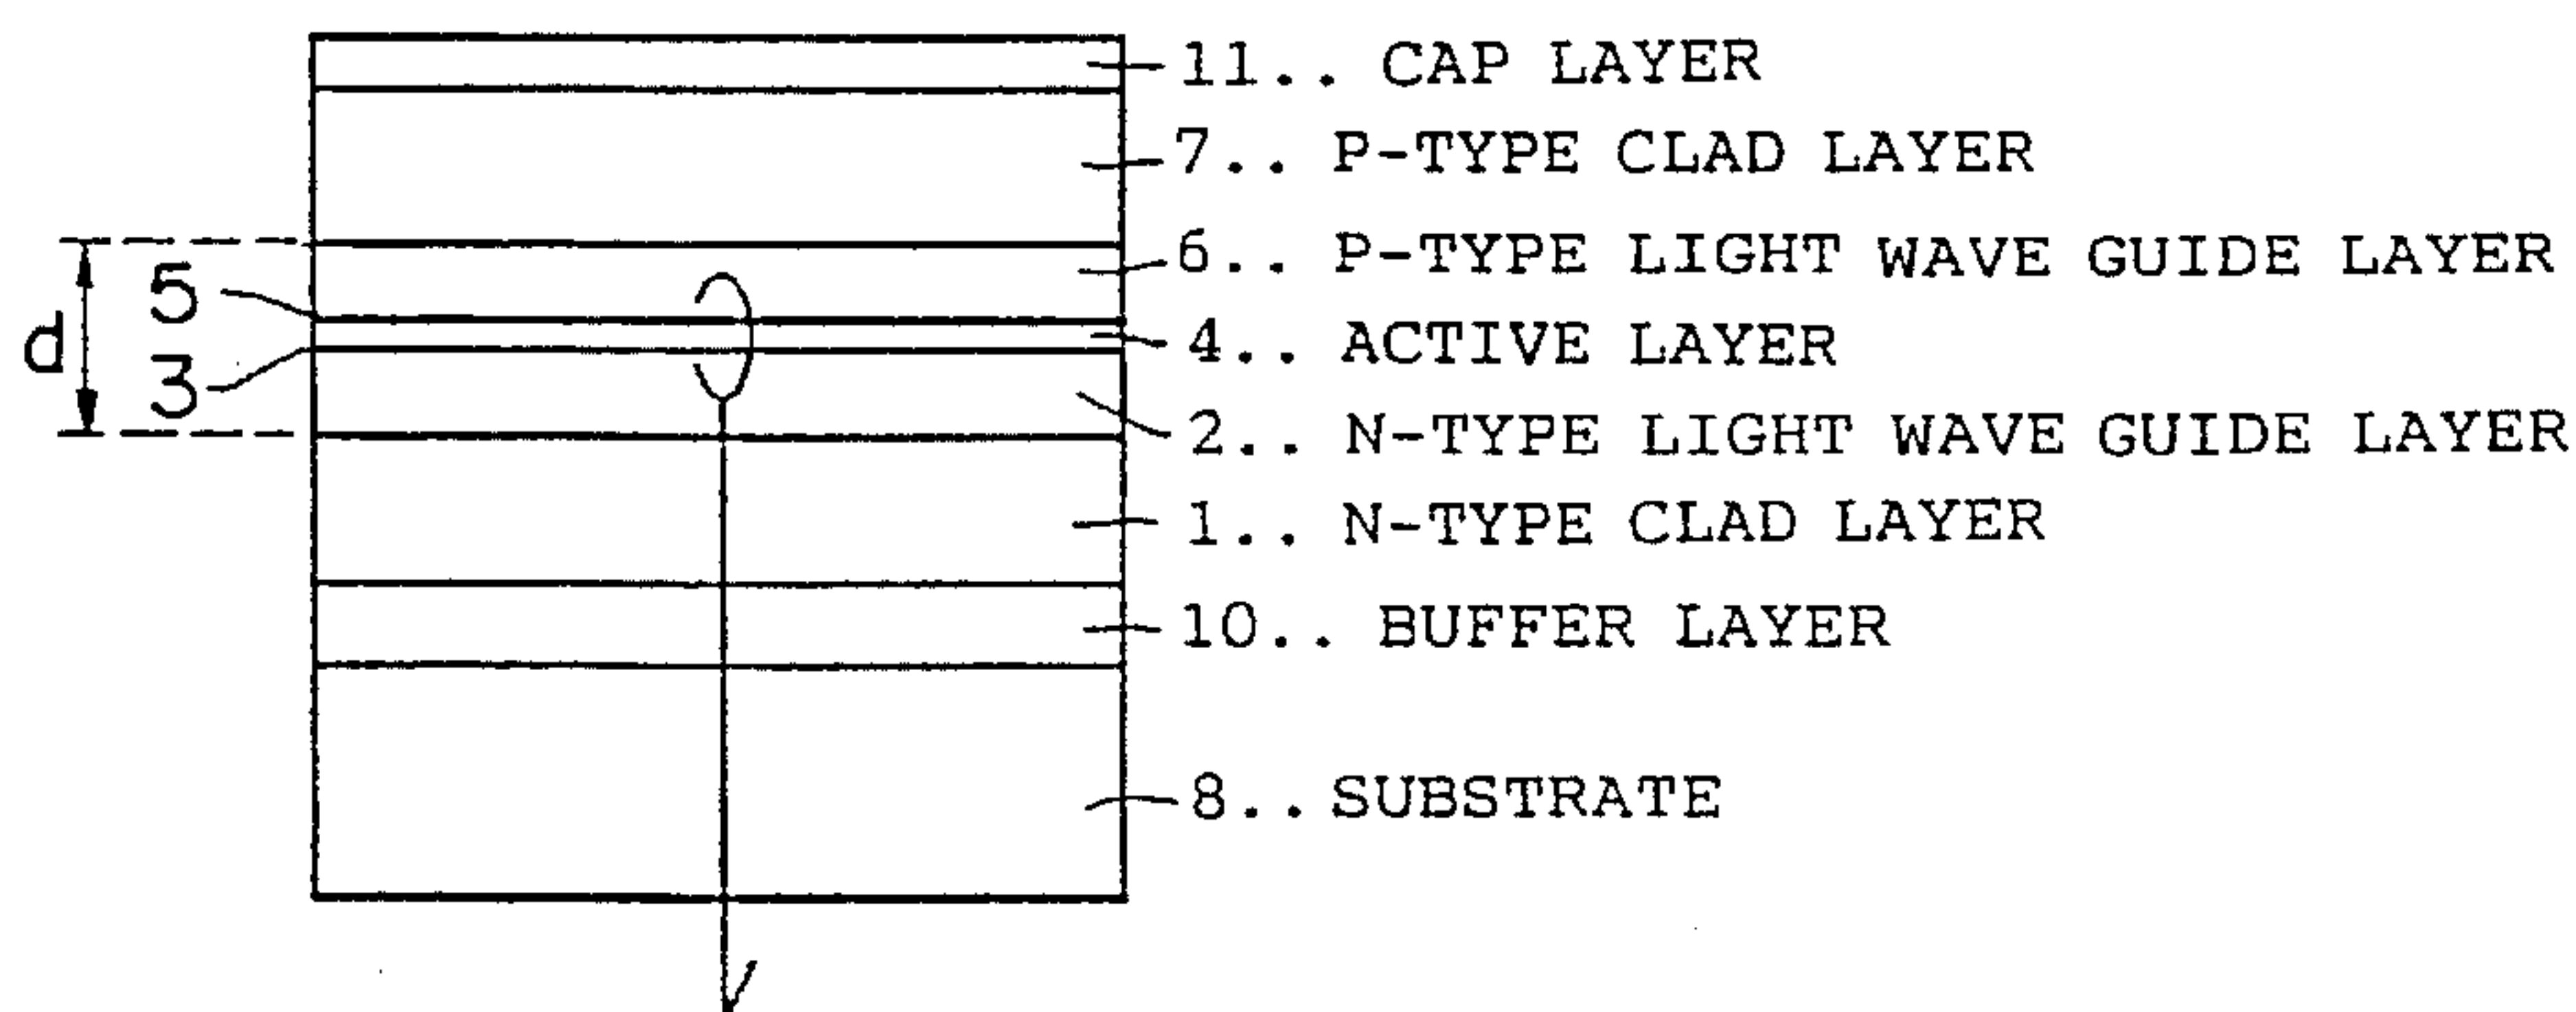 11.. CAP LAYER
7.. P-TYPE CLAD LAYER
6.. P-TYPE LIGHT WAVE GUIDE LAYER
5
4.. ACTIVE LAYER
d
3
2.. N-TYPE LIGHT WAVE GUIDE LAYER
1.. N-TYPE CLAD LAYER
10.. BUFFER LAYER
8.. SUBSTRATE